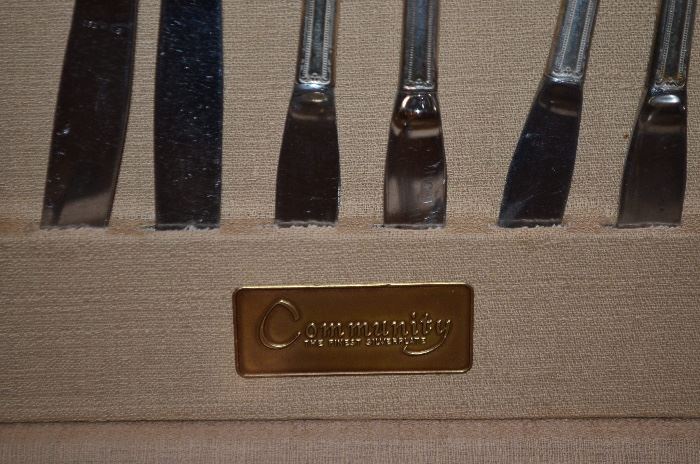 Community
THE FINEST SILVERPLATE